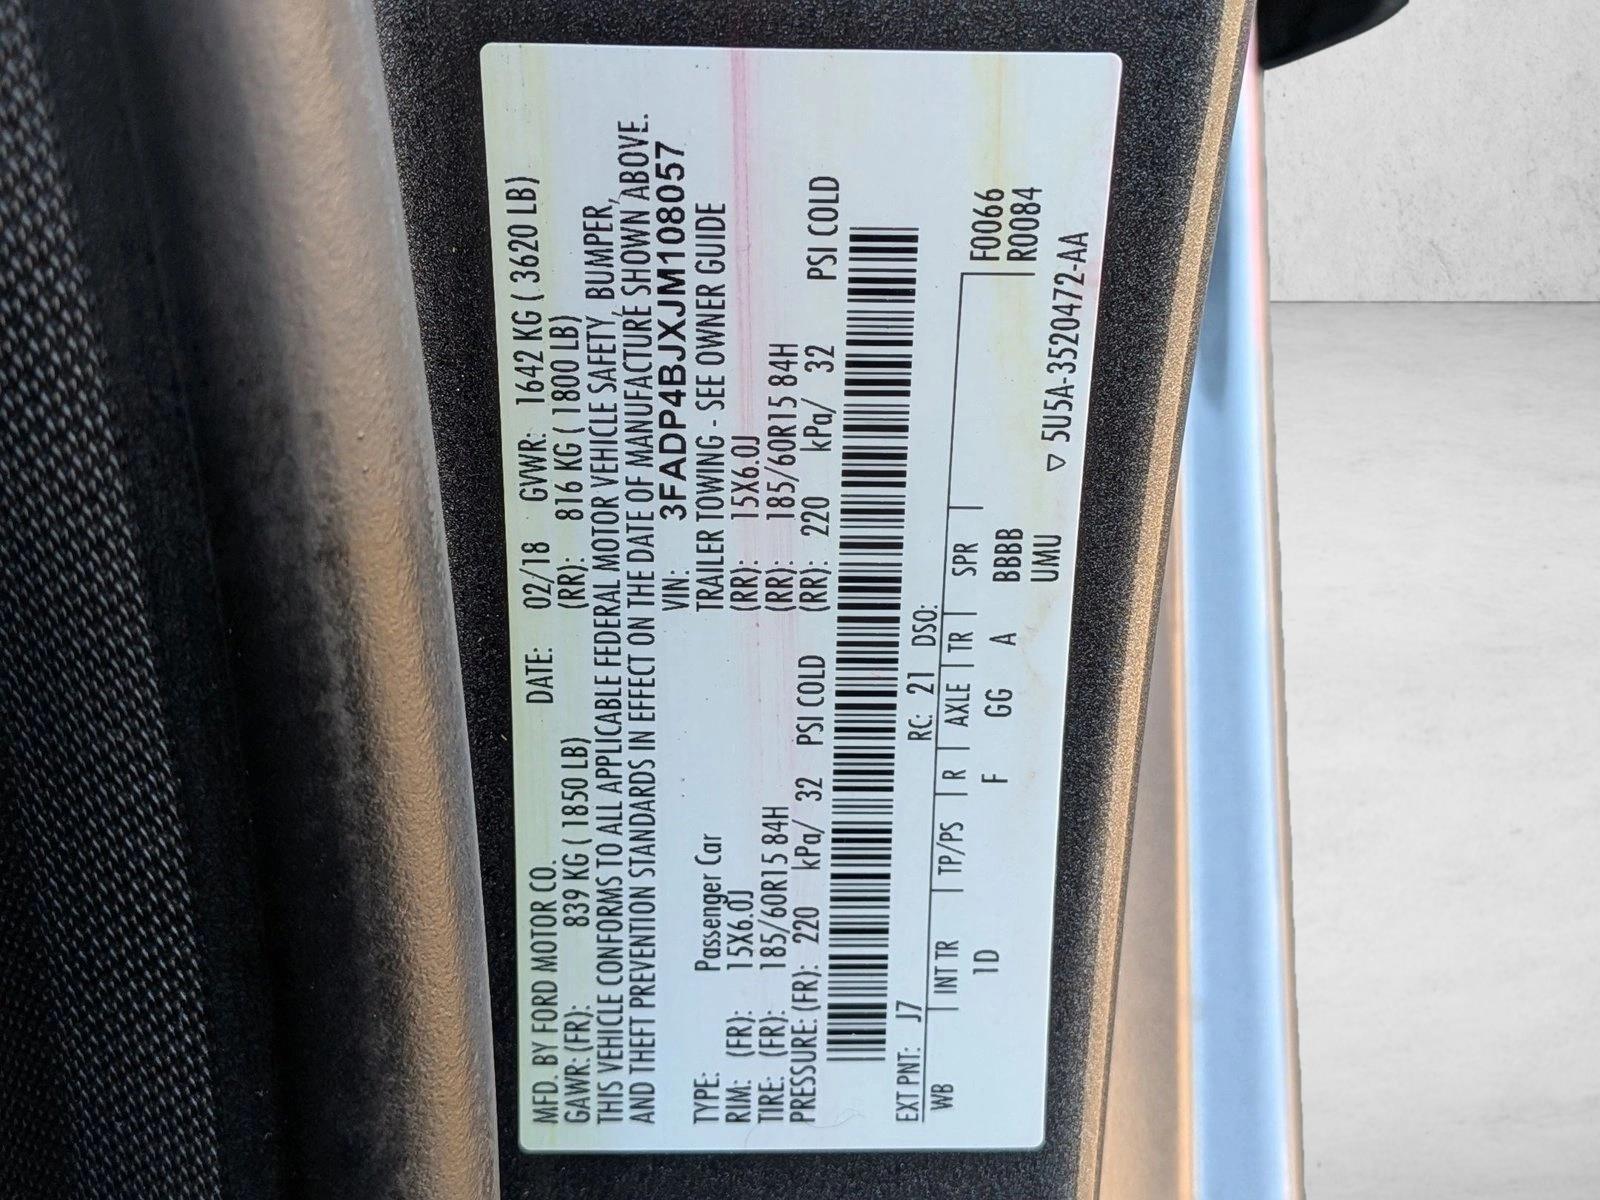 MFD. BY FORD MOTOR CO. DATE: 02/18 GVWR: 1642 KG ( 3620 LB)
GAWR: (FR): 839 KG ( 1850 LB) (RR): 816 KG ( 1800 LB)
THIS VEHICLE CONFORMS TO ALL APPLICABLE FEDERAL MOTOR VEHICLE SAFETY, BUMPER,
AND THEFT PREVENTION STANDARDS IN EFFECT ON THE DATE OF MANUFACTURE SHOWN ABOVE.
VIN: 3FADP4BJXJM108057
TYPE: Passenger Car TRAILER TOWING - SEE OWNER GUIDE
RIM: (FR): 15X6.0J (RR): 15X6.0J
TIRE: (FR): 185/60R15 84H (RR): 185/60R15 84H
PRESSURE: (FR): 220 kPa/ 32 PSI COLD (RR): 220 kPa/ 32 PSI COLD
EXT PNT: J7 RC: 21 DSO:
WB | INT TR | TP/PS | R | AXLE | TR | SPR | F0066
1D F GG A BBBB R0084
UMU
▽ 5U5A-3520472-AA